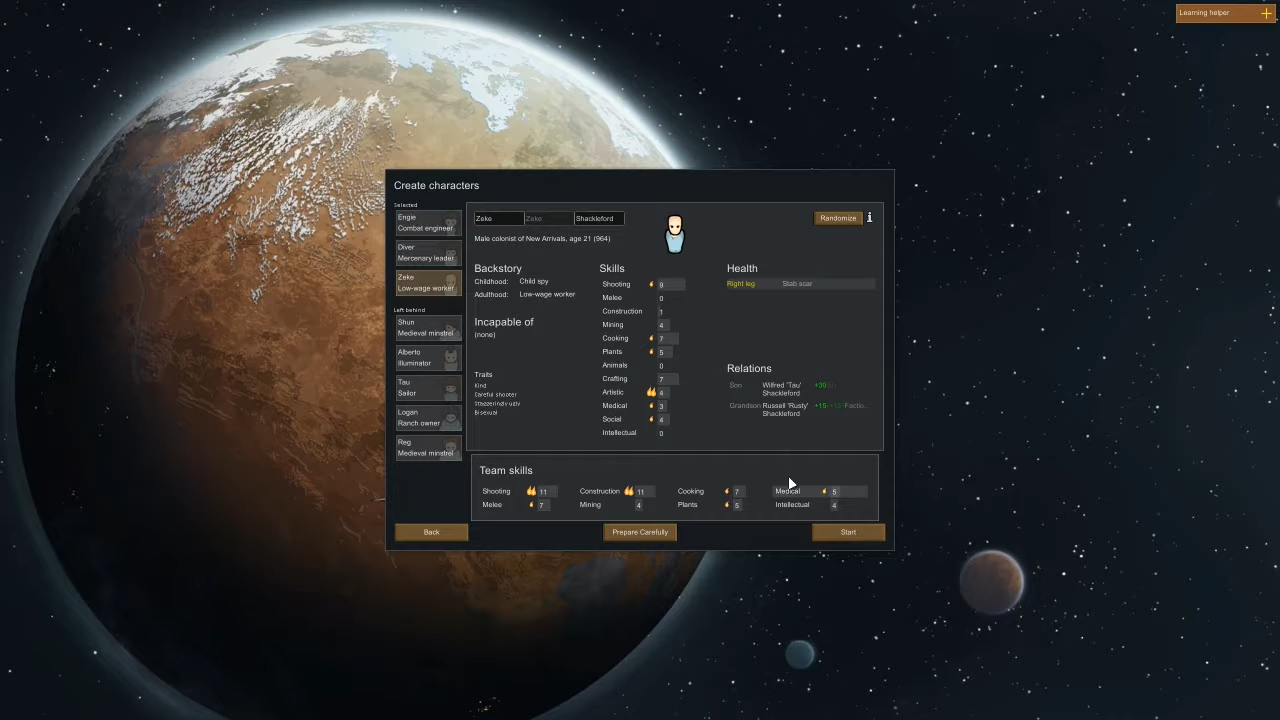 Learning helper
Create characters
Selected
Engie
Combat engineer
Diver
Mercenary leader
Zeke
Low-wage worker
Left behind
Shun
Medieval minstrel
Alberto
Illuminator
Tau
Sailor
Logan
Ranch owner
Reg
Medieval minstrel
Zeke Zeke Shackleford
Randomize
Male colonist of New Arrivals, age 21 (964)
Backstory
Childhood: Child spy
Adulthood: Low-wage worker
Incapable of
(none)
Traits
Kind
Careful shooter
Staggeringly ugly
Bisexual
Skills
Shooting 9
Melee 0
Construction 1
Mining 4
Cooking 7
Plants 5
Animals 0
Crafting 7
Artistic 4
Medical 3
Social 4
Intellectual 0
Health
Right leg Stab scar
Relations
Son Wilfred 'Tau' Shackleford +30
Grandson Russell 'Rusty' Shackleford +15
Team skills
Shooting 11 Construction 11 Cooking 7 Medical 5
Melee 7 Mining 4 Plants 5 Intellectual 4
Back
Prepare Carefully
Start